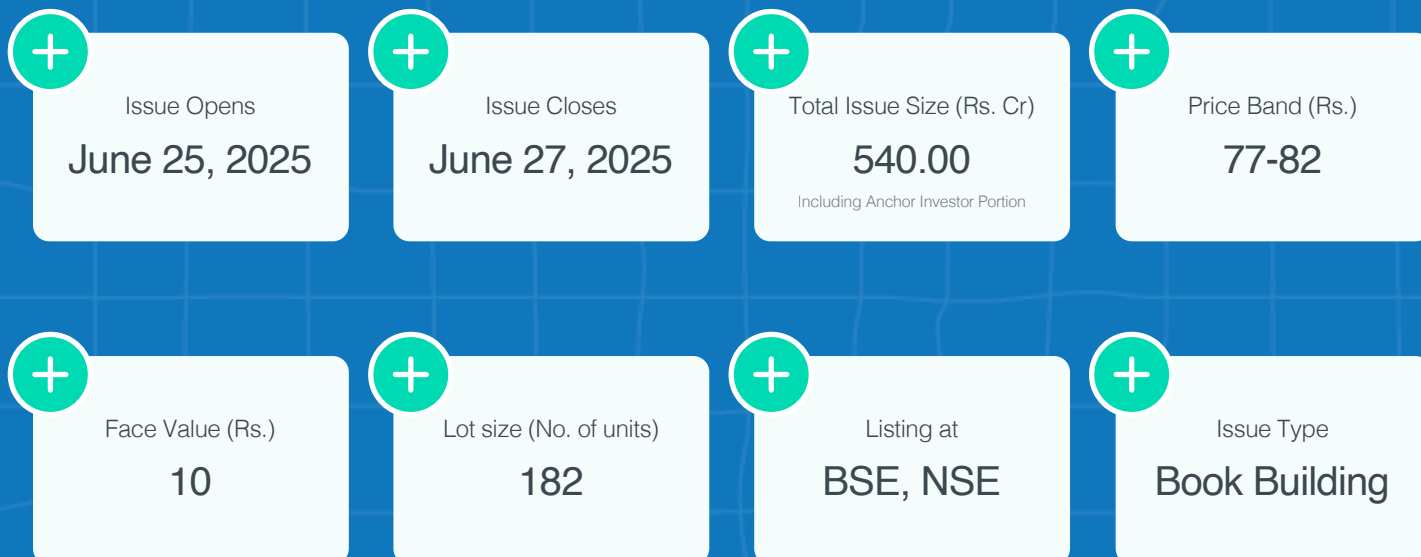 Issue Opens
June 25, 2025
Issue Closes
June 27, 2025
Total Issue Size (Rs. Cr)
540.00
Including Anchor Investor Portion
Price Band (Rs.)
77-82
Face Value (Rs.)
10
Lot size (No. of units)
182
Listing at
BSE, NSE
Issue Type
Book Building